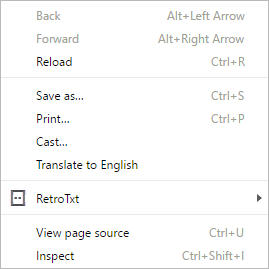 Back Alt+Left Arrow
Forward Alt+Right Arrow
Reload Ctrl+R
Save as... Ctrl+S
Print... Ctrl+P
Cast...
Translate to English
RetroTxt
View page source Ctrl+U
Inspect Ctrl+Shift+I